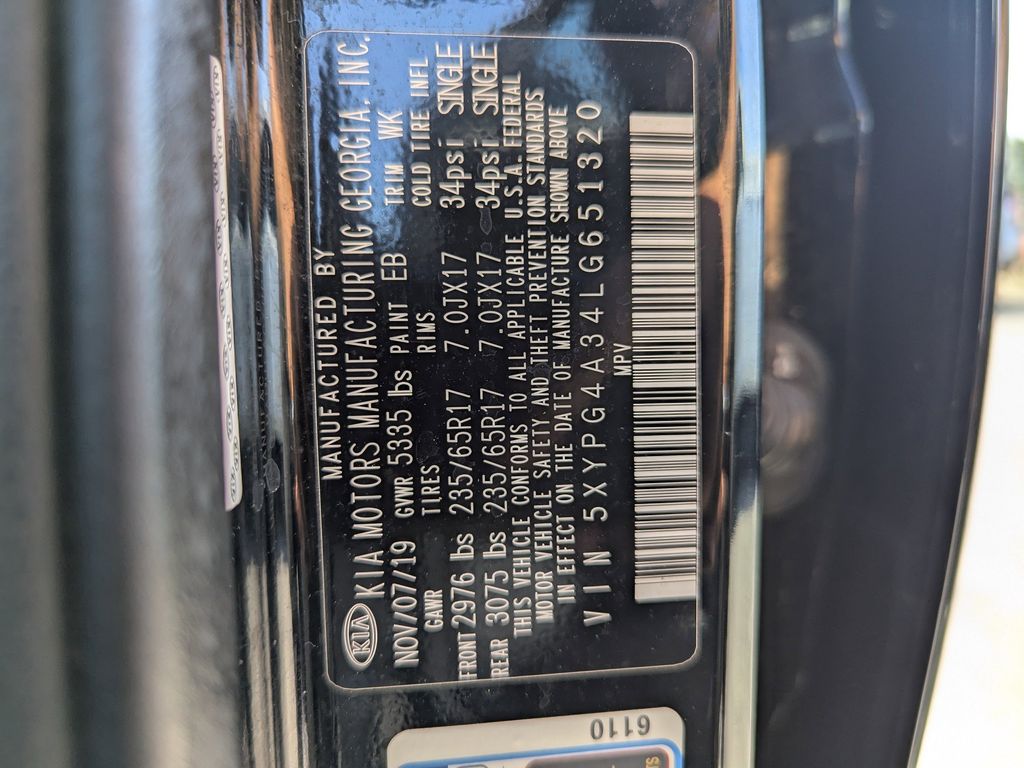 MANUFACTURED BY
KIA KIA MOTORS MANUFACTURING GEORGIA, INC.
NOV/07/19 GVWR 5335 lbs PAINT EB TRIM WK
GAWR TIRES RIMS COLD TIRE INFL
FRONT 2976 lbs 235/65R17 7.0JX17 34psi SINGLE
REAR 3075 lbs 235/65R17 7.0JX17 34psi SINGLE
THIS VEHICLE CONFORMS TO ALL APPLICABLE U.S.A. FEDERAL
MOTOR VEHICLE SAFETY AND THEFT PREVENTION STANDARDS
IN EFFECT ON THE DATE OF MANUFACTURE SHOWN ABOVE
VIN 5XYPG4A34LG651320
MPV
6110